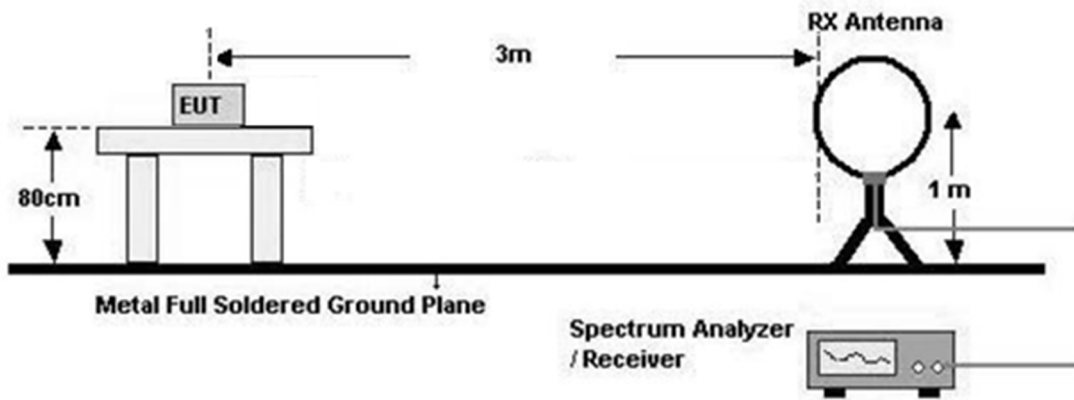 RX Antenna
3m
EUT
80cm
1 m
Metal Full Soldered Ground Plane
Spectrum Analyzer
/ Receiver